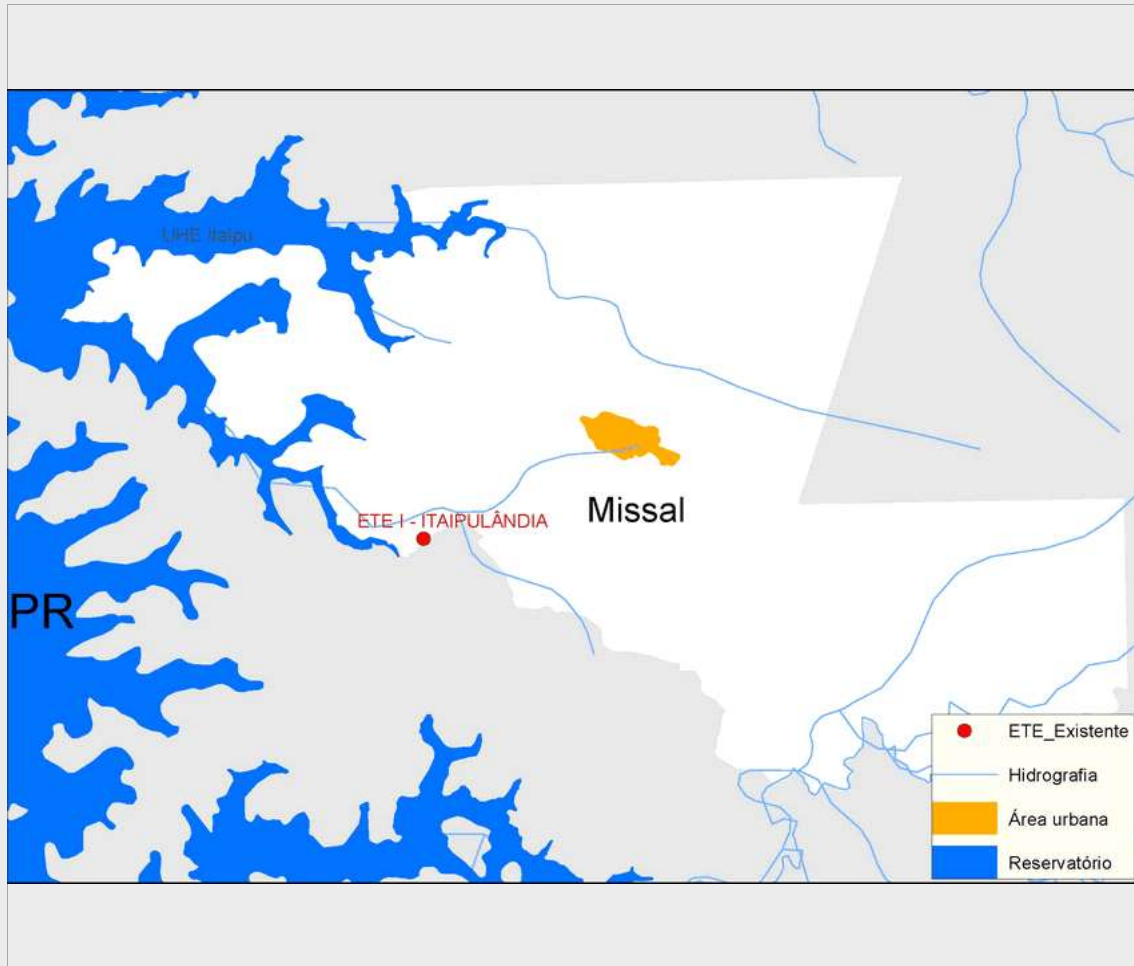 UHE Itaipu
Missal
ETE I - ITAIPULÂNDIA
PR
ETE_Existente
Hidrografia
Área urbana
Reservatório